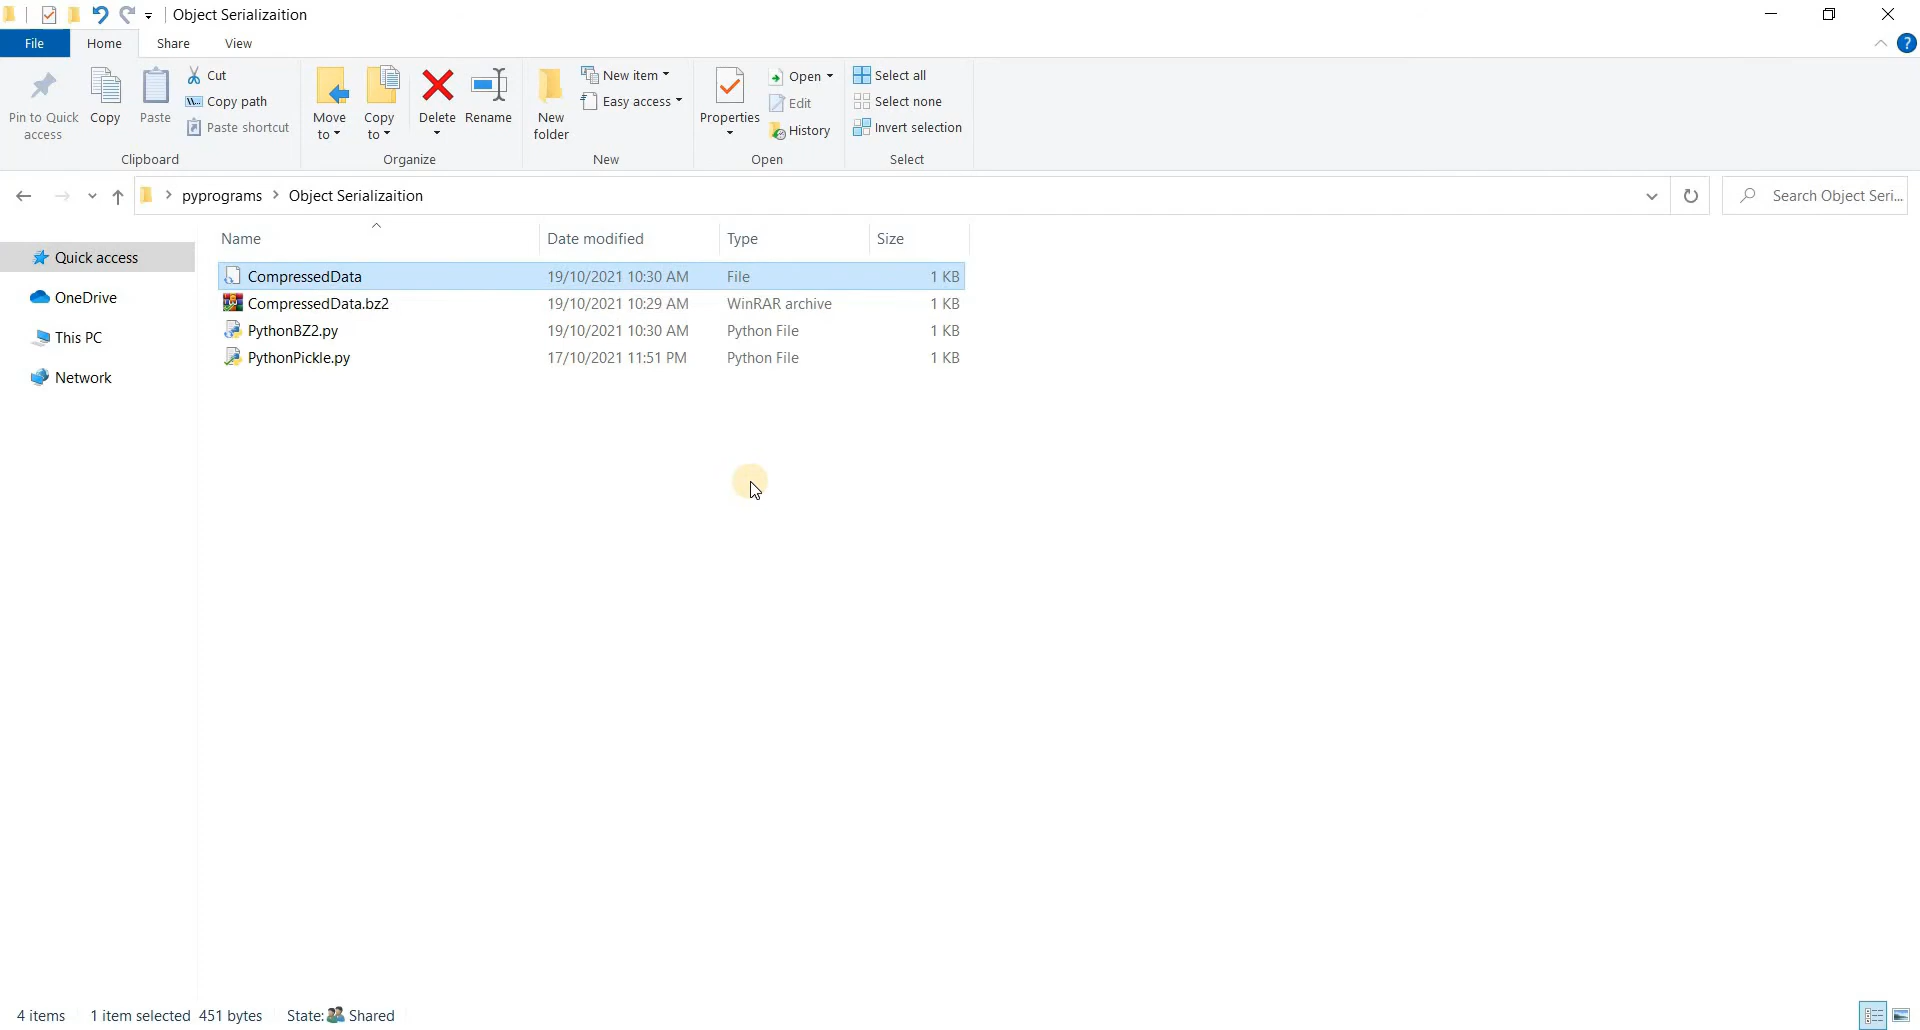 Object Serializaition
File Home Share View
Pin to Quick access
Copy
Paste
Cut
Copy path
Paste shortcut
Clipboard
Move to
Copy to
Delete
Rename
Organize
New folder
New item
Easy access
New
Properties
Open
Edit
History
Open
Select all
Select none
Invert selection
Select
pyprograms > Object Serializaition
Search Object Seri...
Quick access
OneDrive
This PC
Network
Name Date modified Type Size
CompressedData 19/10/2021 10:30 AM File 1 KB
CompressedData.bz2 19/10/2021 10:29 AM WinRAR archive 1 KB
PythonBZ2.py 19/10/2021 10:30 AM Python File 1 KB
PythonPickle.py 17/10/2021 11:51 PM Python File 1 KB
4 items 1 item selected 451 bytes State: Shared